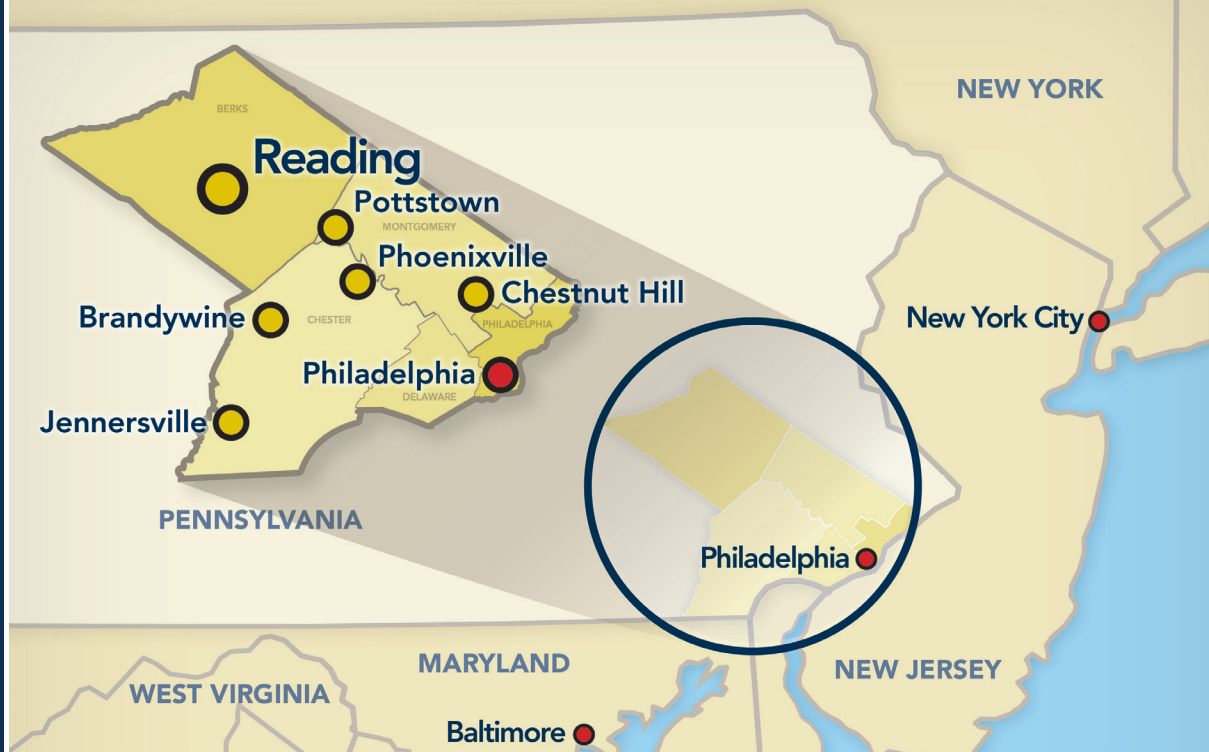 NEW YORK
BERKS
Reading
Pottstown
MONTGOMERY
Phoenixville
Chestnut Hill
Brandywine
CHESTER
PHILADELPHIA
New York City
Philadelphia
DELAWARE
Jennersville
PENNSYLVANIA
Philadelphia
MARYLAND
NEW JERSEY
WEST VIRGINIA
Baltimore